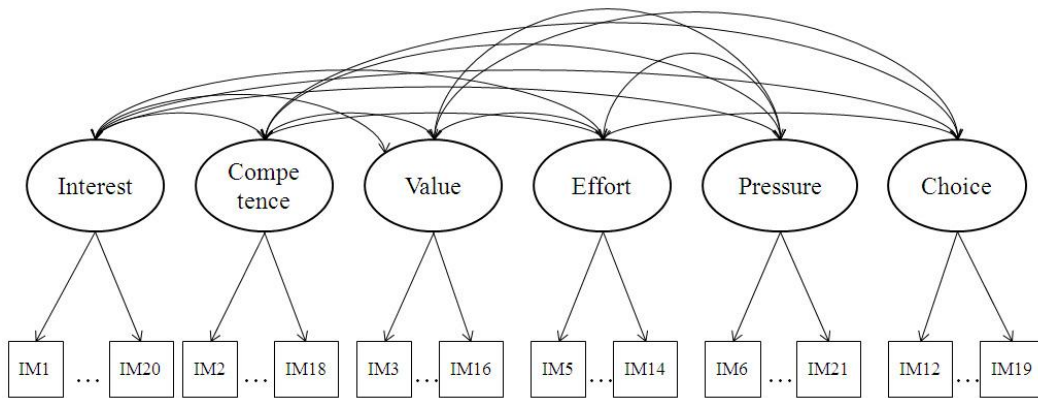 Interest
Compe
tence
Value
Effort
Pressure
Choice
IM1 ... IM20 IM2 ... IM18 IM3 ... IM16 IM5 ... IM14 IM6 ... IM21 IM12 ... IM19